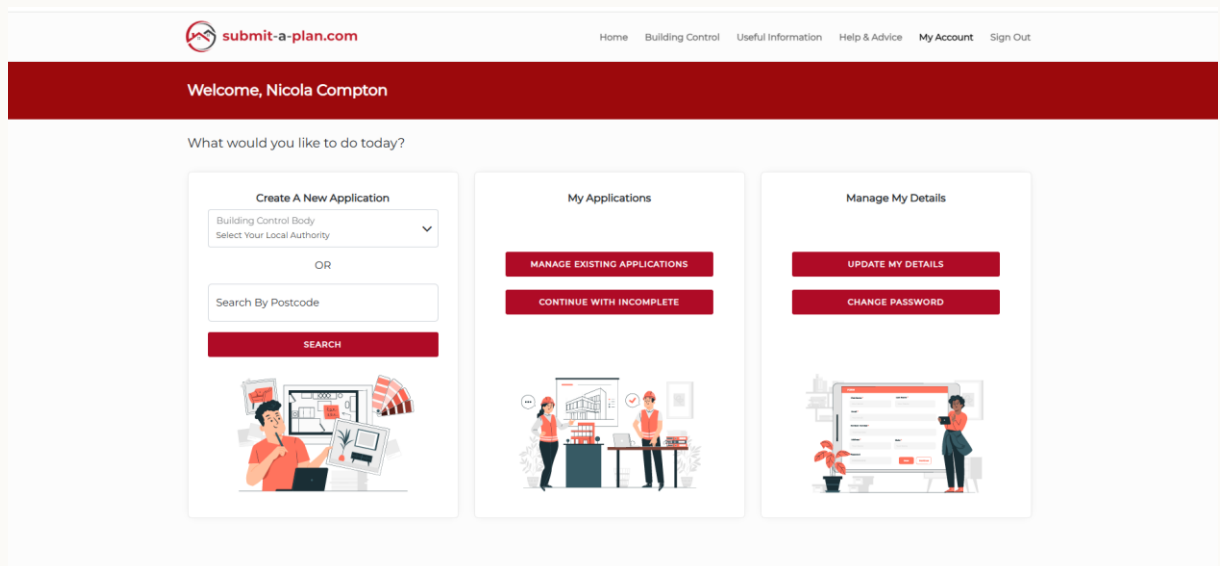 submit-a-plan.com
Home Building Control Useful Information Help & Advice My Account Sign Out
Welcome, Nicola Compton
What would you like to do today?
Create A New Application
Building Control Body
Select Your Local Authority
OR
Search By Postcode
SEARCH
My Applications
MANAGE EXISTING APPLICATIONS
CONTINUE WITH INCOMPLETE
Manage My Details
UPDATE MY DETAILS
CHANGE PASSWORD